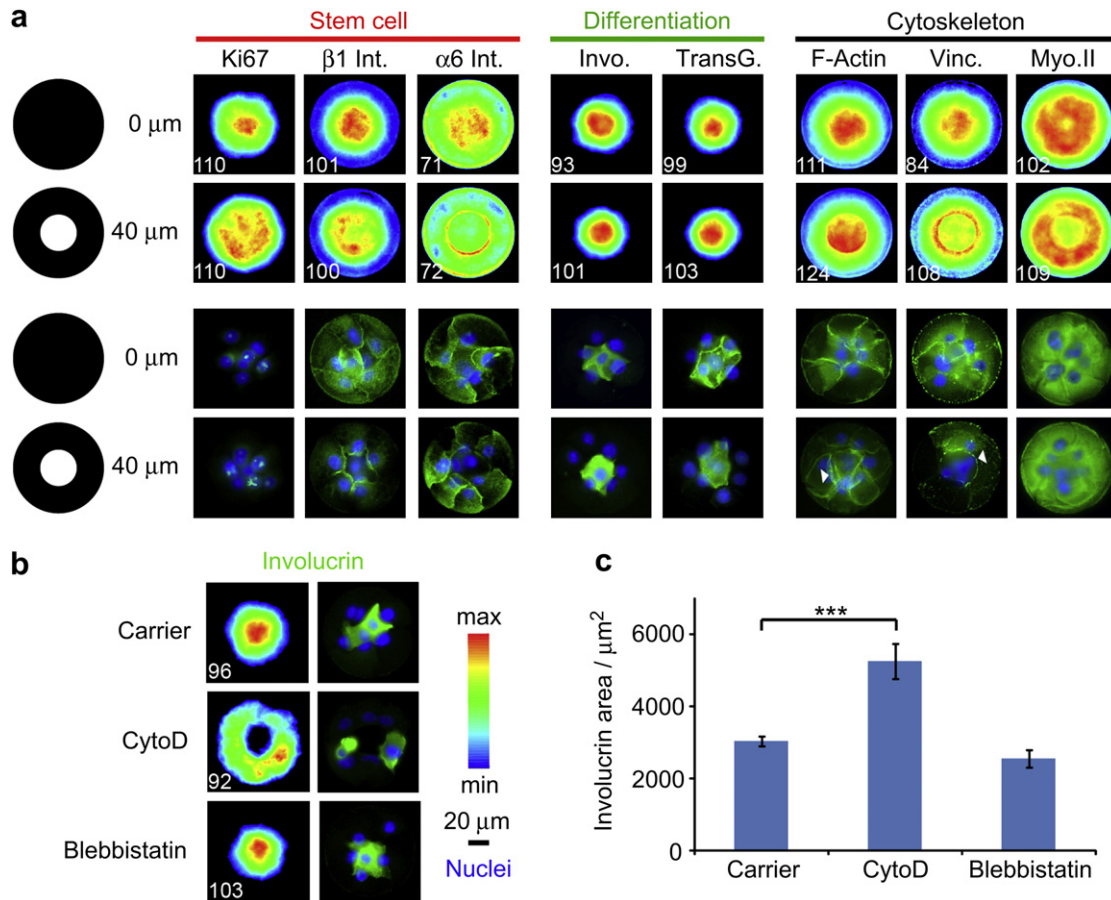 a
Stem cell Differentiation Cytoskeleton
Ki67 β1 Int. α6 Int. Invo. TransG. F-Actin Vinc. Myo.II
0 μm
110 101 71 93 99 111 84 102
40 μm
110 100 72 101 103 124 108 109
0 μm
40 μm
b
Involucrin
Carrier
96
CytoD
92
Blebbistatin
103
max
min
20 μm
Nuclei
c
***
Involucrin area / μm²
6000
4000
2000
0
Carrier CytoD Blebbistatin